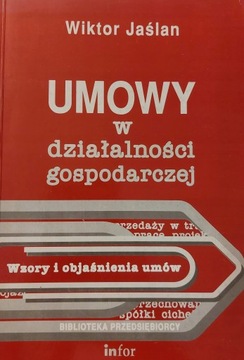 Wiktor Jaślan
UMOWY
w
działalności
gospodarczej
Wzory i objaśnienia umów
BIBLIOTEKA PRZEDSIĘBIORCY
infor